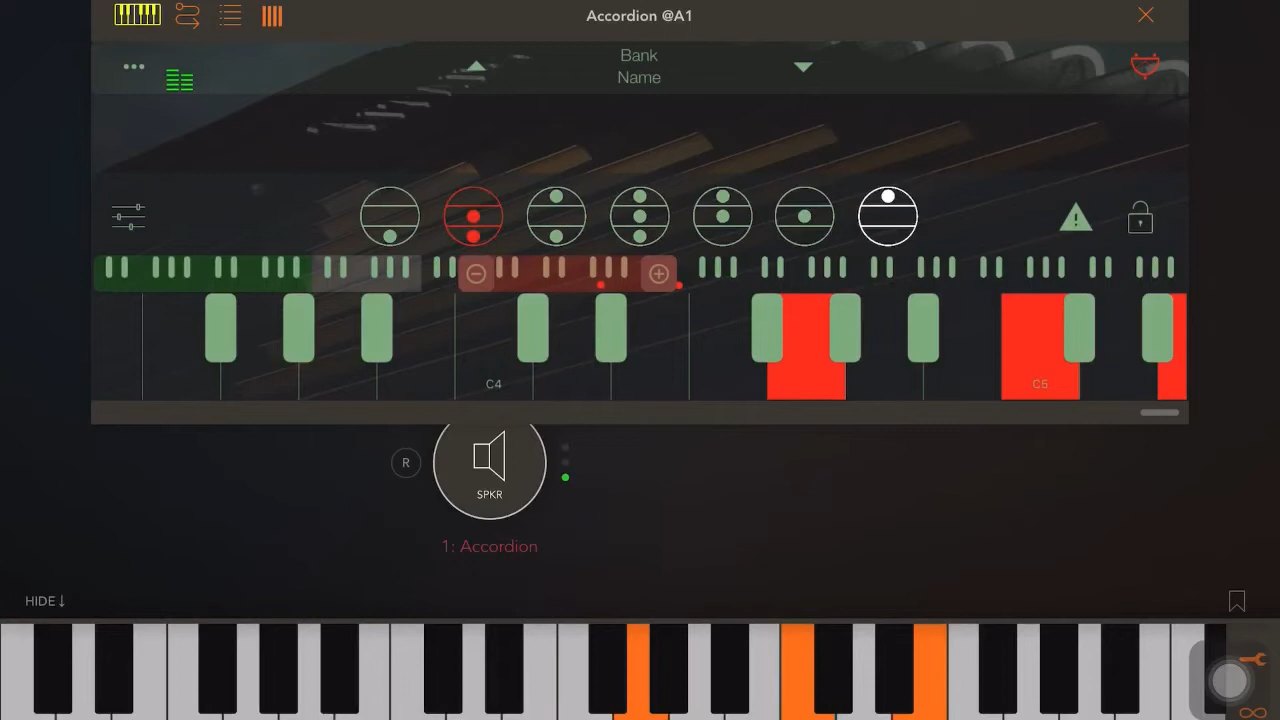 Accordion @A1
Bank
Name
C4
C5
R
SPKR
1: Accordion
HIDE↓